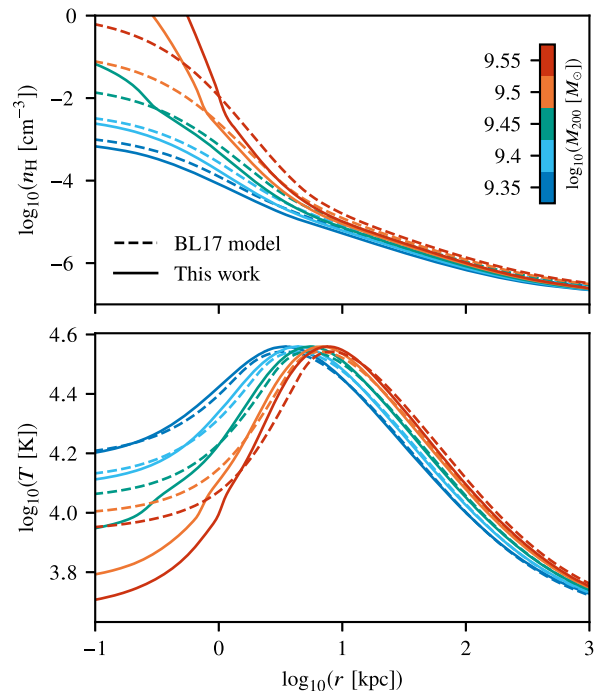 0
−2
−4
−6
log₁₀(n_H [cm⁻³])
9.55
9.5
9.45
9.4
9.35
log₁₀(M₂₀₀ [M_⊙])
BL17 model
This work
4.6
4.4
4.2
4.0
3.8
log₁₀(T [K])
−1 0 1 2 3
log₁₀(r [kpc])